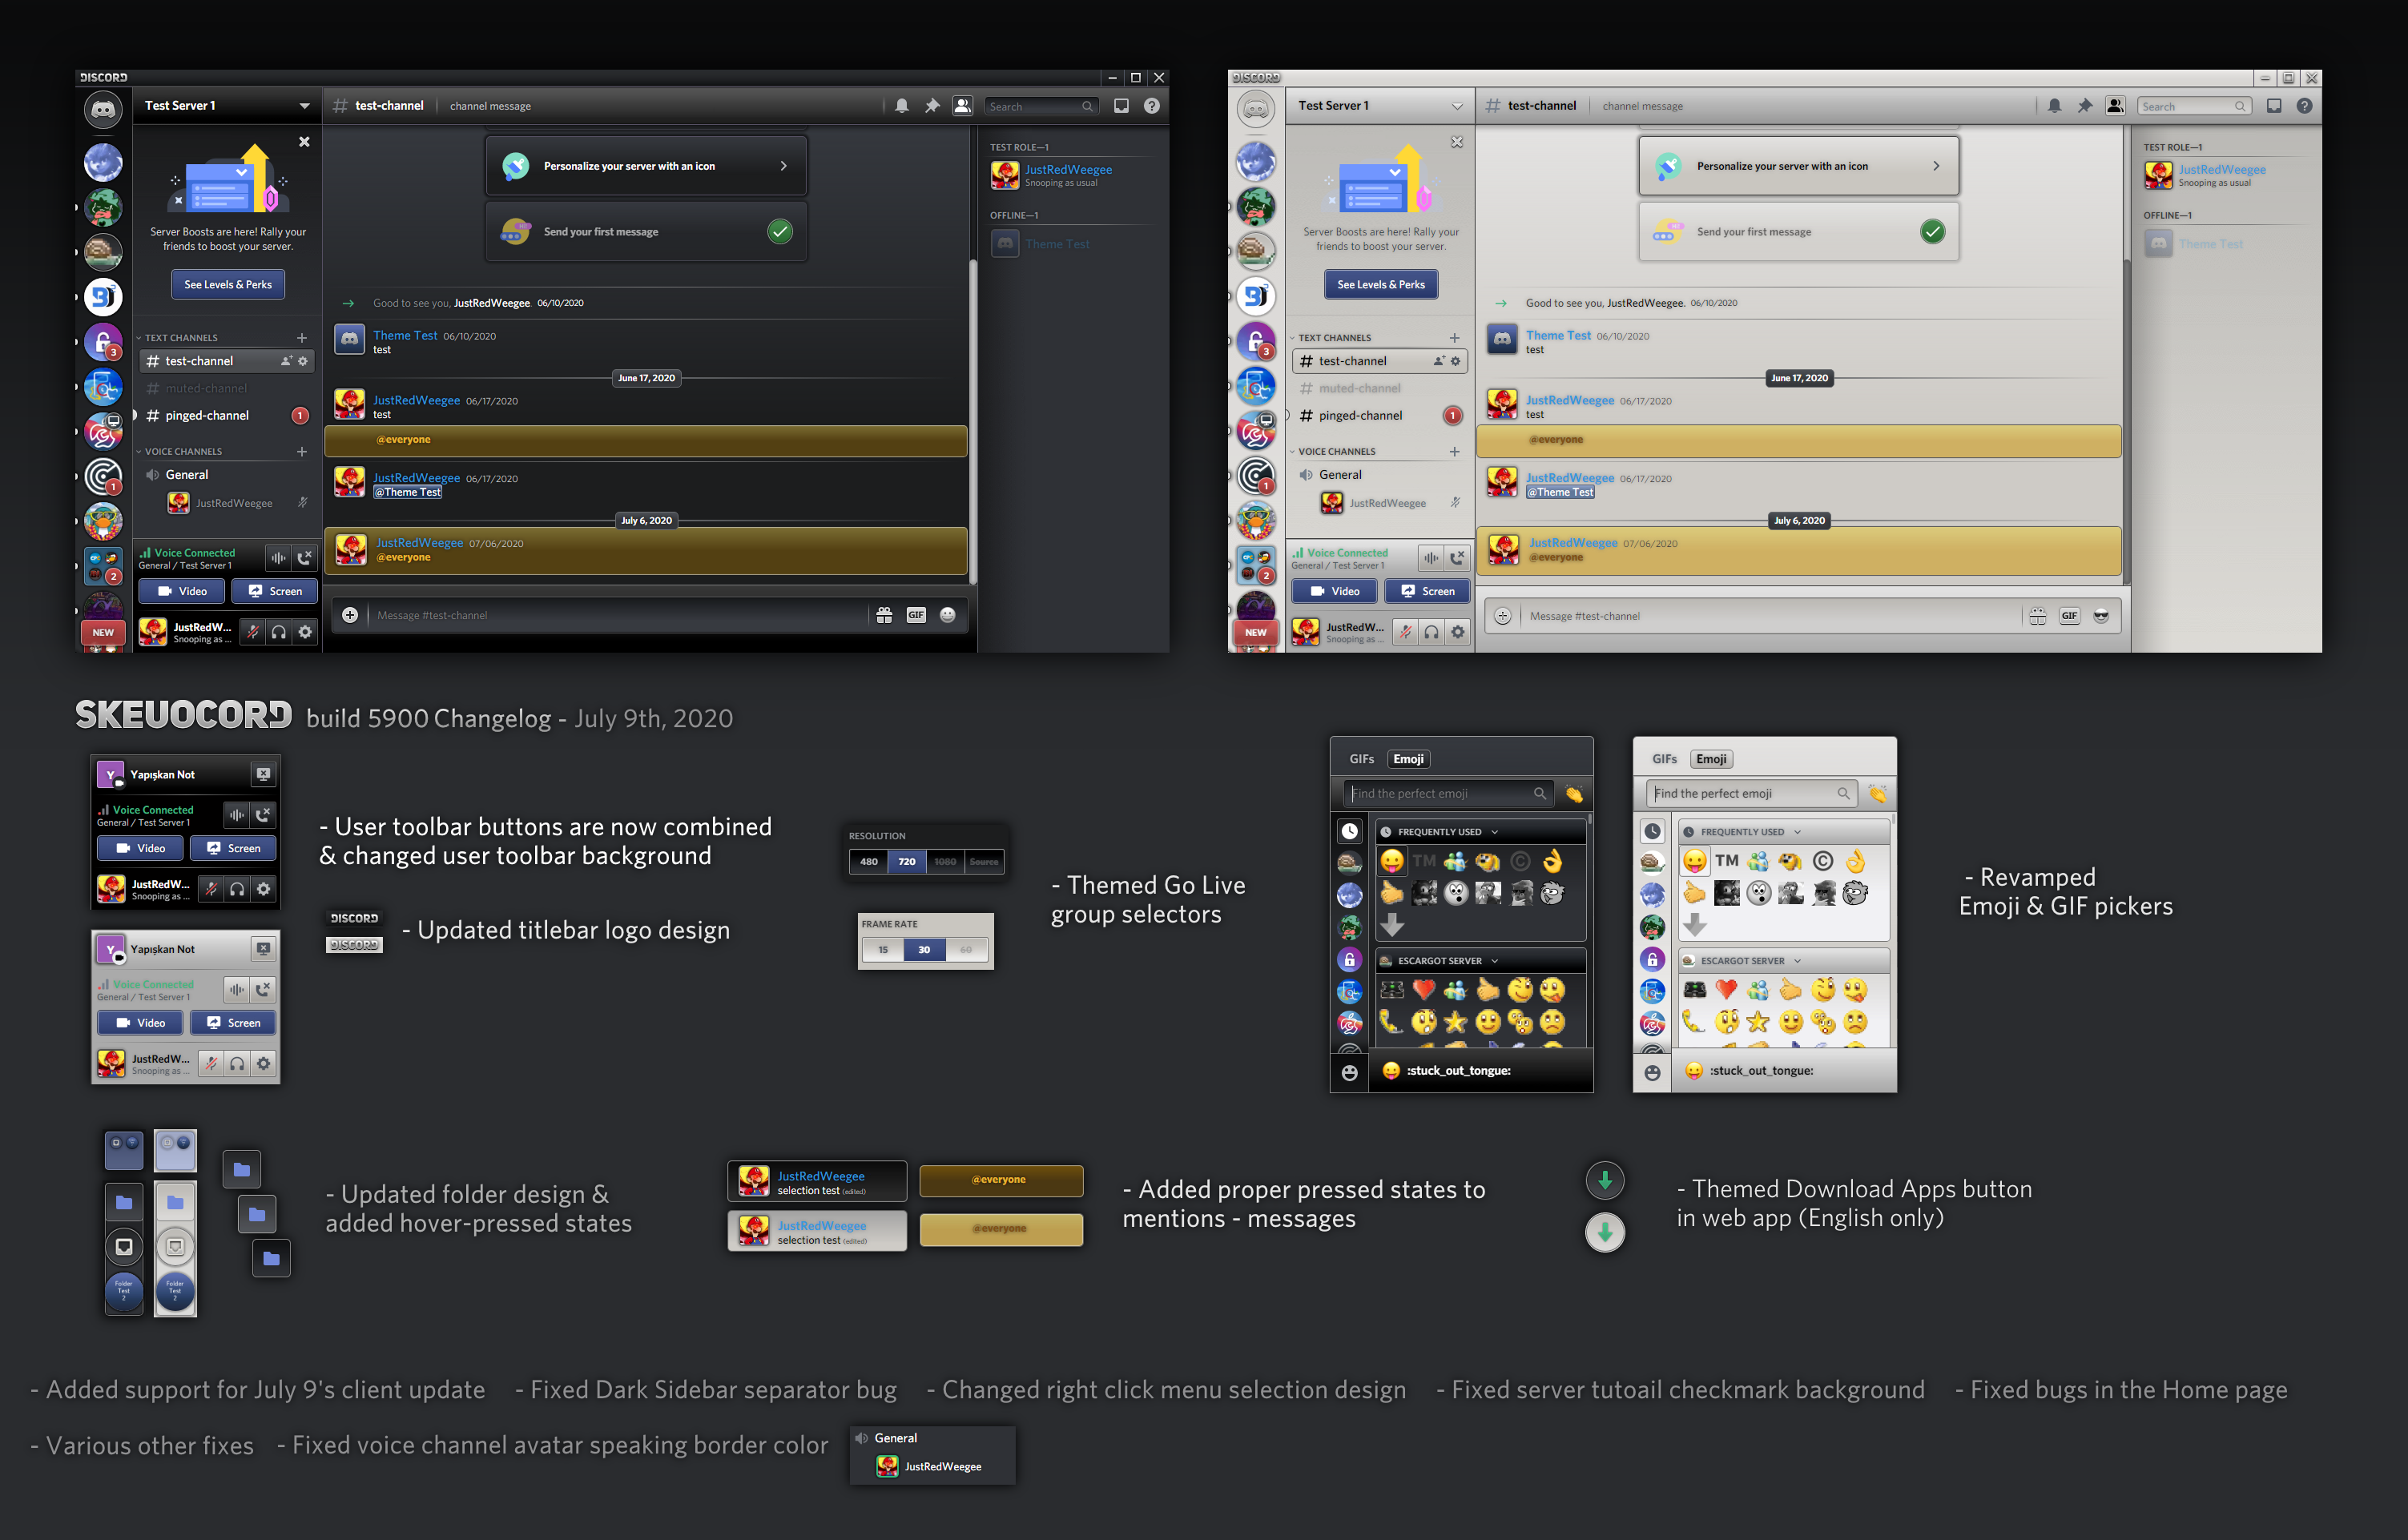 DISCORD
Test Server 1
# test-channel
channel message
Search
Server Boosts are here! Rally your
friends to boost your server.
See Levels & Perks
TEXT CHANNELS
# test-channel
# muted-channel
# pinged-channel
1
VOICE CHANNELS
General
JustRedWeegee
Voice Connected
General / Test Server 1
Video
Screen
JustRedW...
Snooping as ...
3
1
2
NEW
Personalize your server with an icon
Send your first message
Good to see you, JustRedWeegee. 06/10/2020
Theme Test 06/10/2020
test
June 17, 2020
JustRedWeegee 06/17/2020
test
@everyone
JustRedWeegee 06/17/2020
@Theme Test
July 6, 2020
JustRedWeegee 07/06/2020
@everyone
Message #test-channel
GIF
TEST ROLE—1
JustRedWeegee
Snooping as usual
OFFLINE—1
Theme Test
DISCORD
Test Server 1
# test-channel
channel message
Search
Server Boosts are here! Rally your
friends to boost your server.
See Levels & Perks
TEXT CHANNELS
# test-channel
# muted-channel
# pinged-channel
1
VOICE CHANNELS
General
JustRedWeegee
Voice Connected
General / Test Server 1
Video
Screen
JustRedW...
Snooping as ...
3
1
2
NEW
Personalize your server with an icon
Send your first message
Good to see you, JustRedWeegee. 06/10/2020
Theme Test 06/10/2020
test
June 17, 2020
JustRedWeegee 06/17/2020
test
@everyone
JustRedWeegee 06/17/2020
@Theme Test
July 6, 2020
JustRedWeegee 07/06/2020
@everyone
Message #test-channel
GIF
TEST ROLE—1
JustRedWeegee
Snooping as usual
OFFLINE—1
Theme Test
SKEUOCORD build 5900 Changelog - July 9th, 2020
Y
Yapışkan Not
Voice Connected
General / Test Server 1
Video
Screen
JustRedW...
Snooping as ...
Y
Yapışkan Not
Voice Connected
General / Test Server 1
Video
Screen
JustRedW...
Snooping as ...
- User toolbar buttons are now combined
& changed user toolbar background
DISCORD
DISCORD
- Updated titlebar logo design
RESOLUTION
480 720 1080 Source
FRAME RATE
15 30 60
- Themed Go Live
group selectors
GIFs Emoji
Find the perfect emoji
FREQUENTLY USED
TM ©
ESCARGOT SERVER
:stuck_out_tongue:
GIFs Emoji
Find the perfect emoji
FREQUENTLY USED
TM ©
ESCARGOT SERVER
:stuck_out_tongue:
- Revamped
Emoji & GIF pickers
Folder
Test
2
Folder
Test
2
- Updated folder design &
added hover-pressed states
JustRedWeegee
selection test (edited)
@everyone
JustRedWeegee
selection test (edited)
@everyone
- Added proper pressed states to
mentions - messages
- Themed Download Apps button
in web app (English only)
- Added support for July 9's client update - Fixed Dark Sidebar separator bug - Changed right click menu selection design - Fixed server tutoail checkmark background - Fixed bugs in the Home page
- Various other fixes - Fixed voice channel avatar speaking border color
General
JustRedWeegee